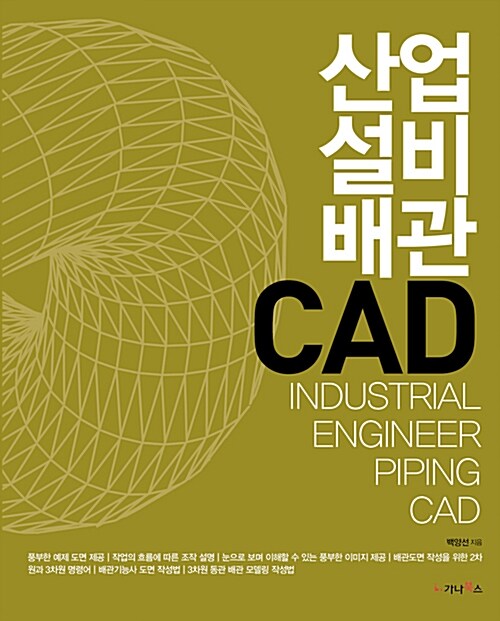 산업
설비
배관
CAD
INDUSTRIAL
ENGINEER
PIPING
CAD
백양선 지음
풍부한 예제 도면 제공 | 작업의 흐름에 따른 조작 설명 | 눈으로 보며 이해할 수 있는 풍부한 이미지 제공 | 배관도면 작성을 위한 2차
원과 3차원 명령어 | 배관기능사 도면 작성법 | 3차원 동관 배관 모델링 작성법
가나북스